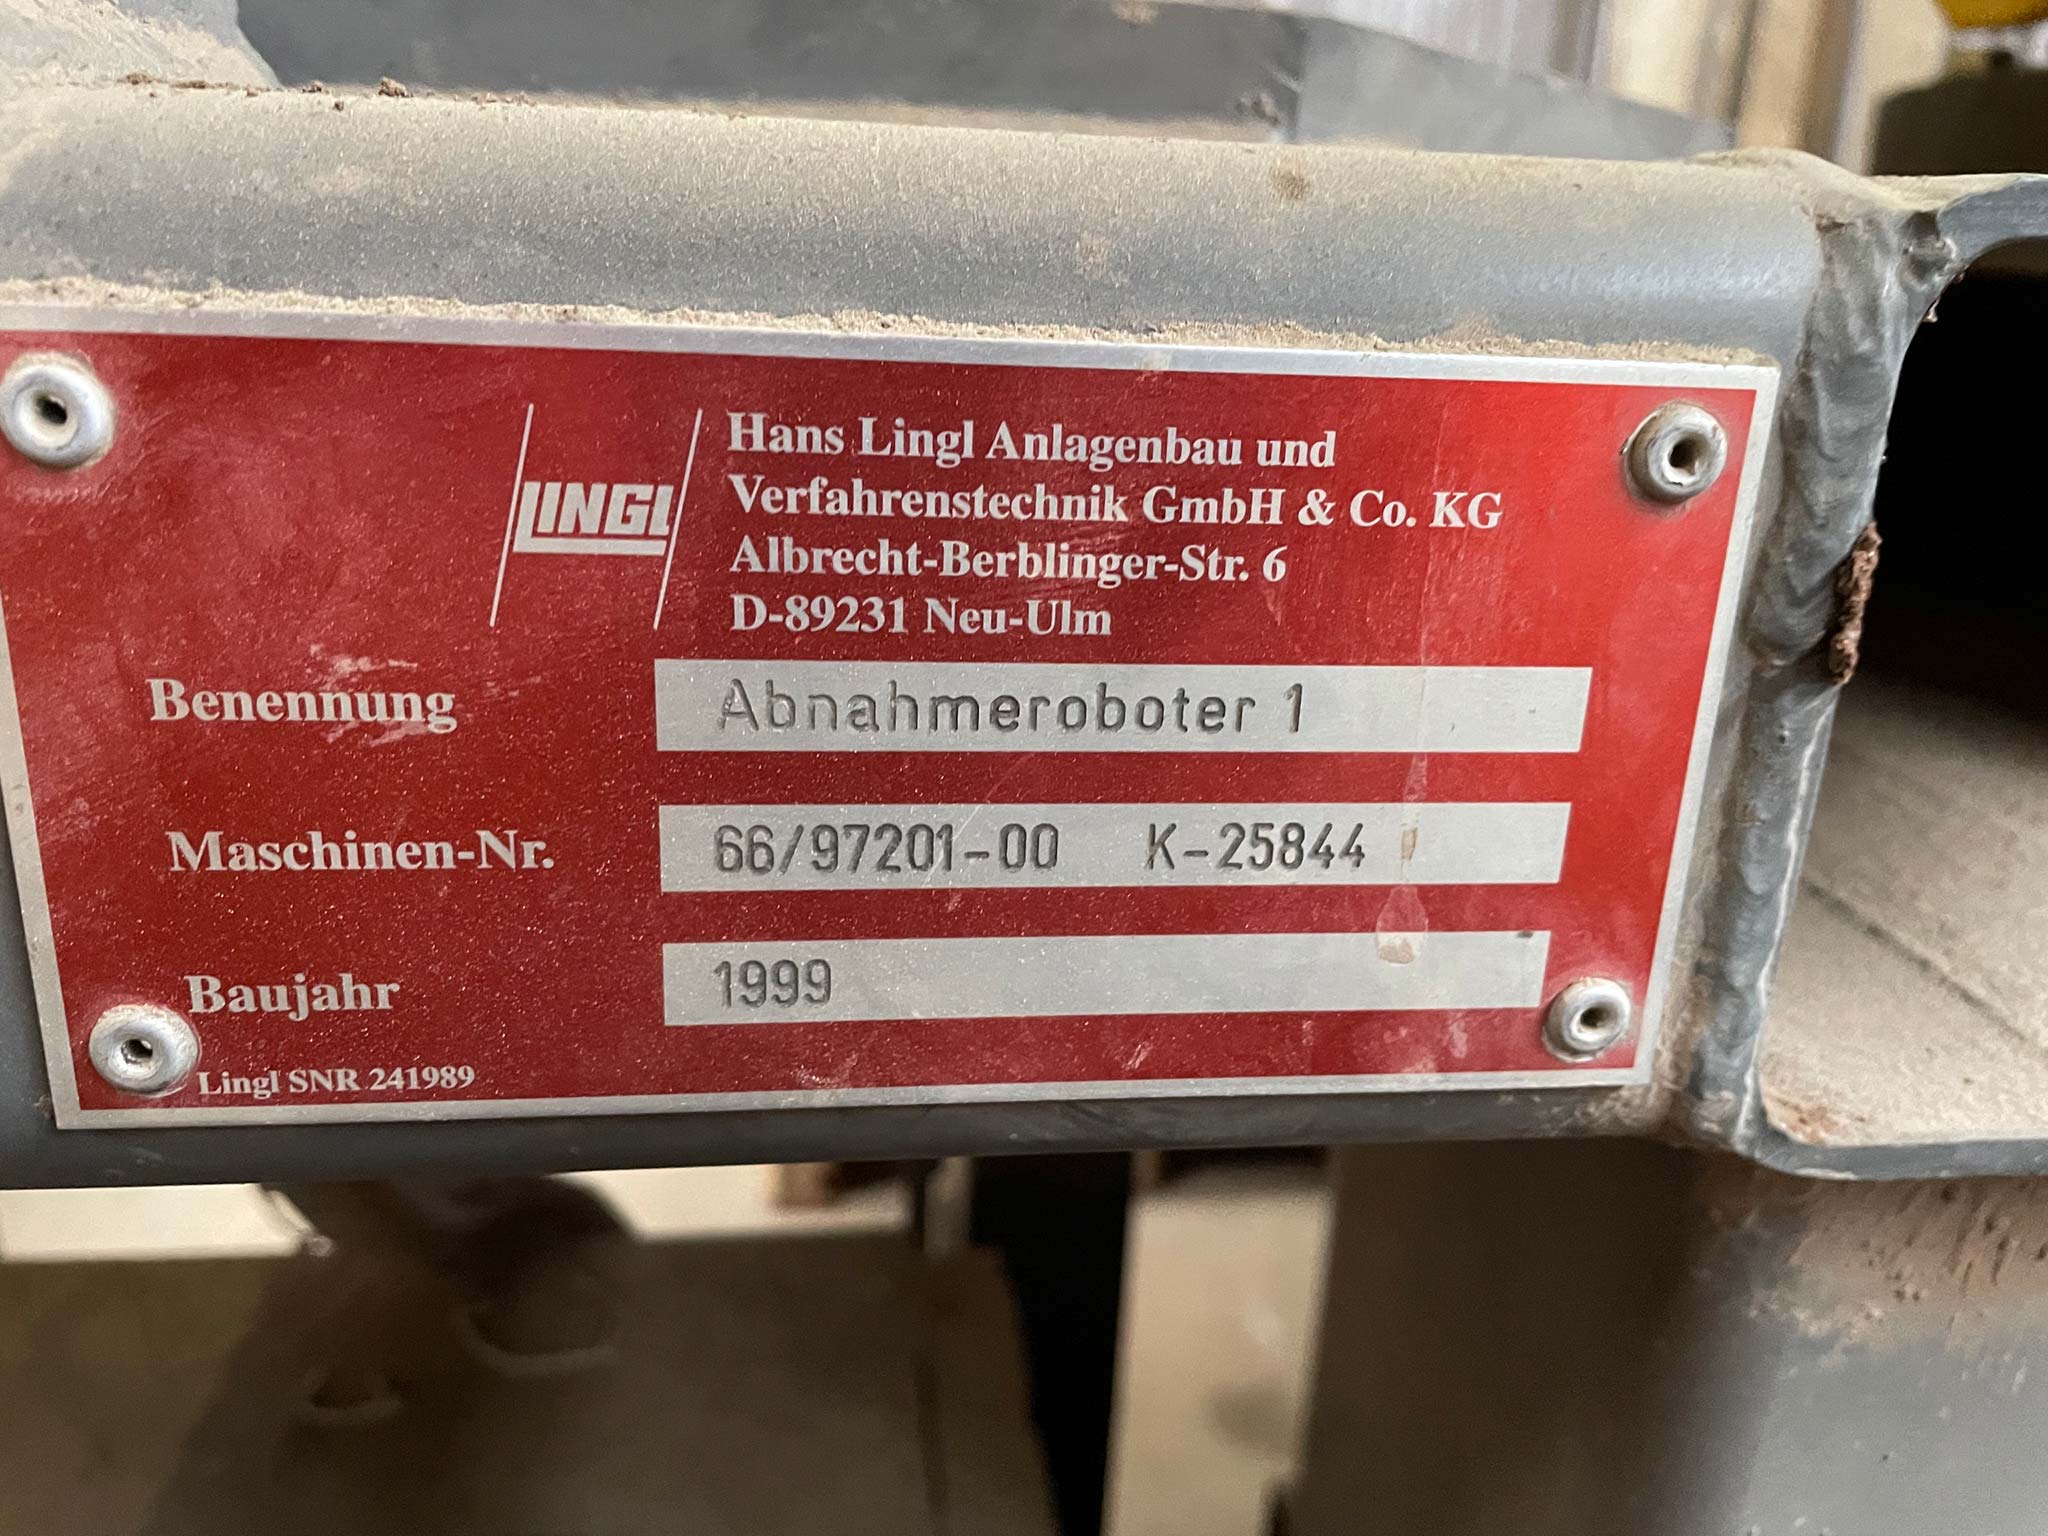 LINGL
Hans Lingl Anlagenbau und
Verfahrenstechnik GmbH & Co. KG
Albrecht-Berblinger-Str. 6
D-89231 Neu-Ulm
Benennung Abnahmeroboter 1
Maschinen-Nr. 66/97201-00 K-25844
Baujahr 1999
Lingl SNR 241989